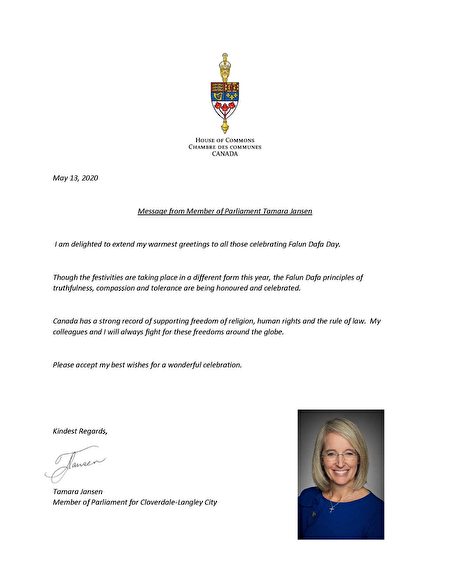 HOUSE OF COMMONS
CHAMBRE DES COMMUNES
CANADA
May 13, 2020
Message from Member of Parliament Tamara Jansen
I am delighted to extend my warmest greetings to all those celebrating Falun Dafa Day.
Though the festivities are taking place in a different form this year, the Falun Dafa principles of
truthfulness, compassion and tolerance are being honoured and celebrated.
Canada has a strong record of supporting freedom of religion, human rights and the rule of law. My
colleagues and I will always fight for these freedoms around the globe.
Please accept my best wishes for a wonderful celebration.
Kindest Regards,
TJansen
Tamara Jansen
Member of Parliament for Cloverdale-Langley City